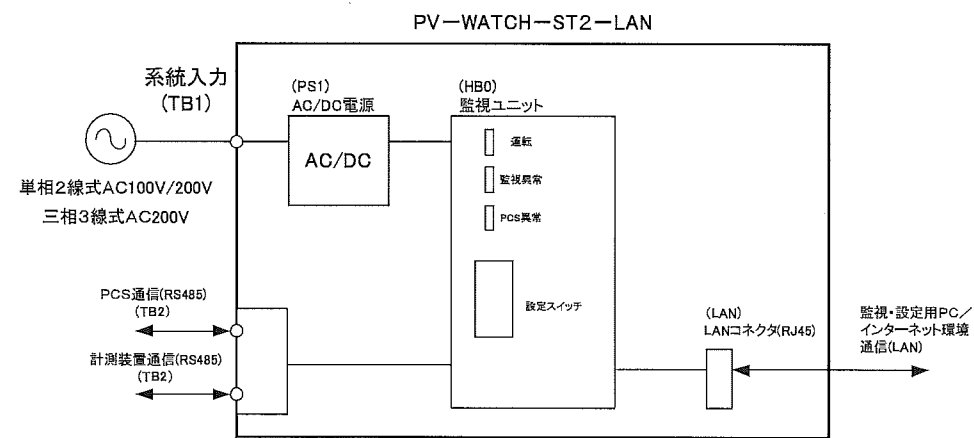 PV－WATCH－ST2－LAN
系統入力
(TB1)
(PS1)
AC/DC電源
AC/DC
(HB0)
監視ユニット
運転
監視異常
PCS異常
設定スイッチ
単相2線式AC100V/200V
三相3線式AC200V
PCS通信(RS485)
(TB2)
計測装置通信(RS485)
(TB2)
(LAN)
LANコネクタ(RJ45)
監視・設定用PC／
インターネット環境
通信(LAN)